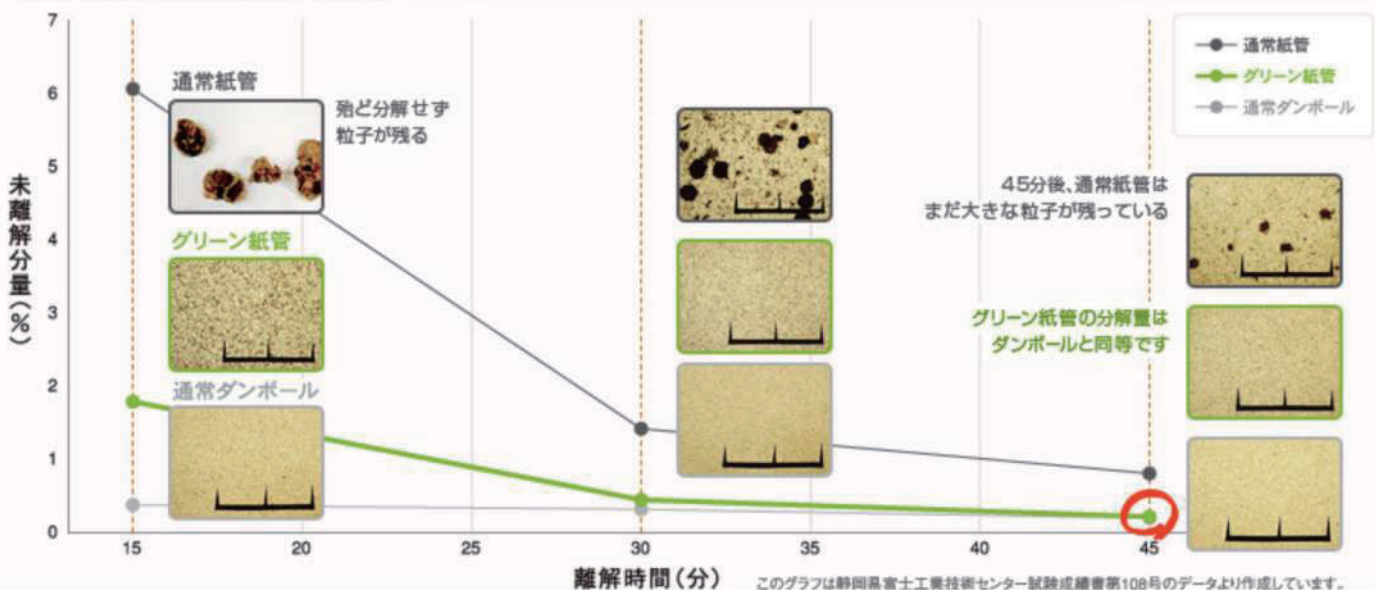 7
6
5
4
3
2
1
0
未離解分量(%)
15
20
25
30
35
40
45
離解時間(分)
通常紙管
殆ど分解せず
粒子が残る
グリーン紙管
通常ダンボール
通常紙管
グリーン紙管
通常ダンボール
45分後、通常紙管は
まだ大きな粒子が残っている
グリーン紙管の分解量は
ダンボールと同等です
このグラフは静岡県富士工業技術センター試験成績書第108号のデータより作成しています。